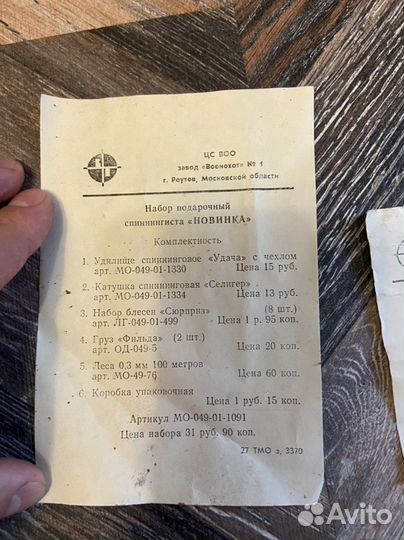 ЦС ВОО
завод «Военохот» № 1
г. Реутов, Московской области
Набор подарочный
спиннингиста «НОВИНКА»
Комплектность
1. Удилище спиннинговое «Удача» с чехлом
арт. МО-049-01-1330 Цена 15 руб.
2. Катушка спиннинговая «Селигер»
арт. МО-049-01-1334 Цена 13 руб.
3. Набор блесен «Сюрприз» (8 шт.)
арт. ЛГ-049-01-499 Цена 1 р. 95 коп.
4. Груз «Фильда» (2 шт.)
арт. ОД-049-5 Цена 20 коп.
5. Леса 0,3 мм 100 метров
арт. МО-49-76 Цена 60 коп.
6. Коробка упаковочная
Цена 1 руб. 15 коп.
Артикул МО-049-01-1091
Цена набора 31 руб. 90 коп.
27 ТМО з, 3370
Avito